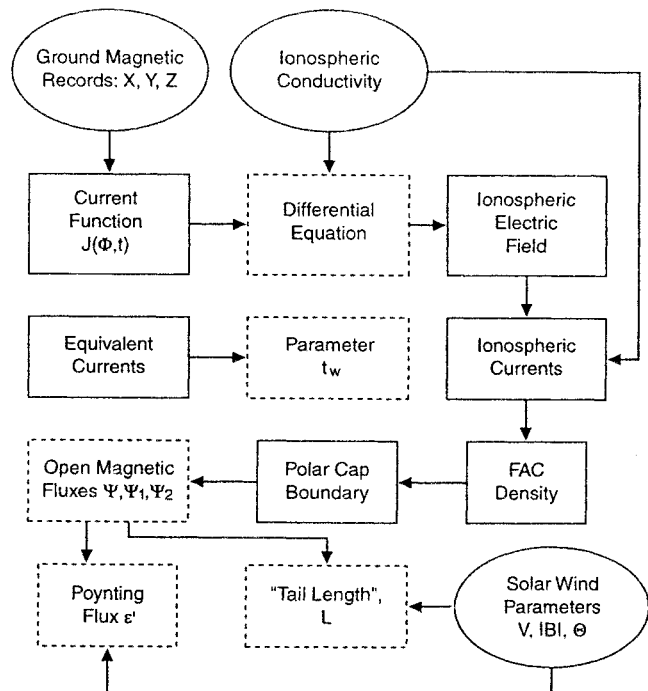 Ground Magnetic
Records: X, Y, Z
Ionospheric
Conductivity
Current
Function
J(Φ,t)
Differential
Equation
Ionospheric
Electric
Field
Equivalent
Currents
Parameter
tw
Ionospheric
Currents
Open Magnetic
Fluxes Ψ,Ψ1,Ψ2
Polar Cap
Boundary
FAC
Density
Poynting
Flux ε'
"Tail Length",
L
Solar Wind
Parameters
V, |B|, Θ